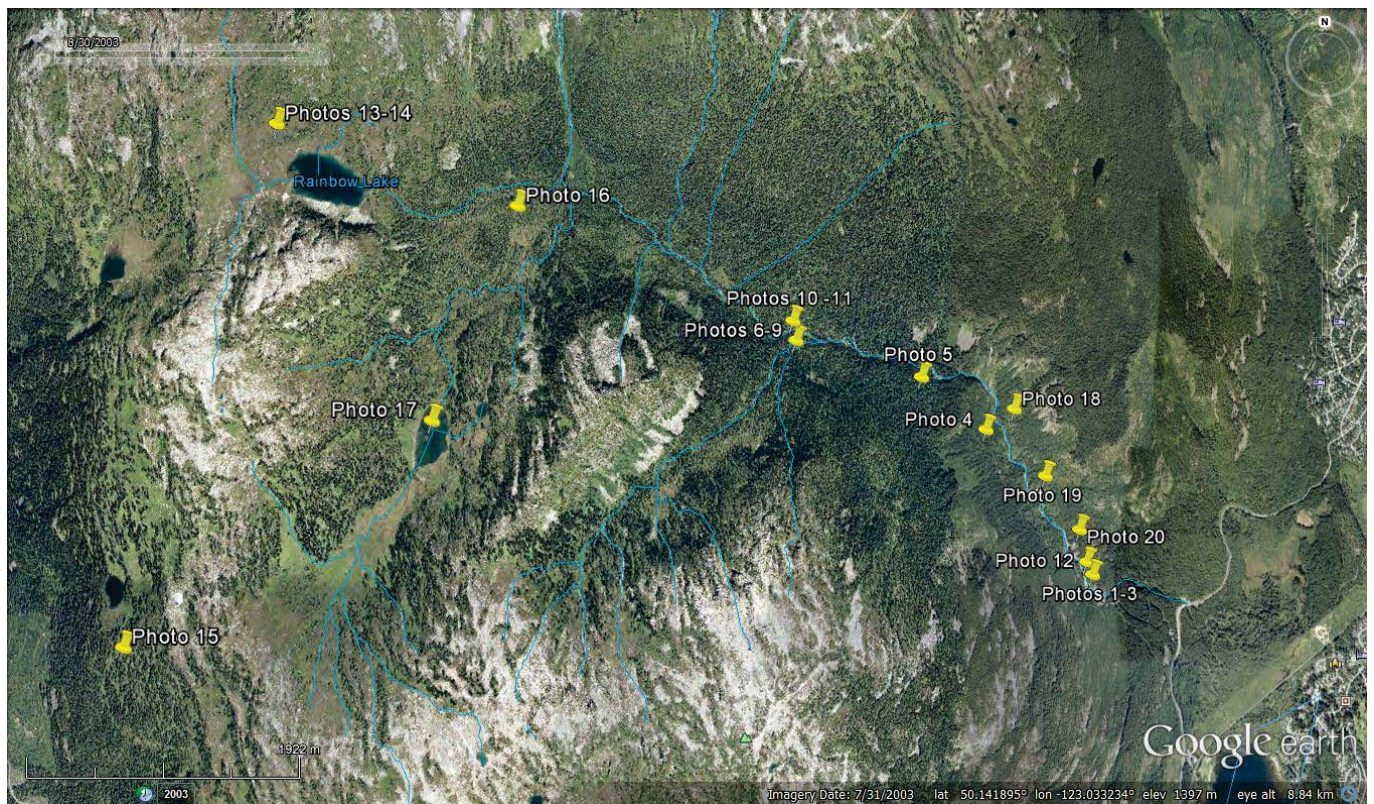 8/30/2003
N
Photos 13-14
Rainbow Lake
Photo 16
Photos 10 -11
Photos 6-9
Photo 5
Photo 18
Photo 17
Photo 4
Photo 19
Photo 20
Photo 12
Photos 1-3
Photo 15
Google earth
1922 m
2003
Imagery Date: 7/31/2003 lat 50.141895° lon -123.033234° elev 1397 m eye alt 8.84 km